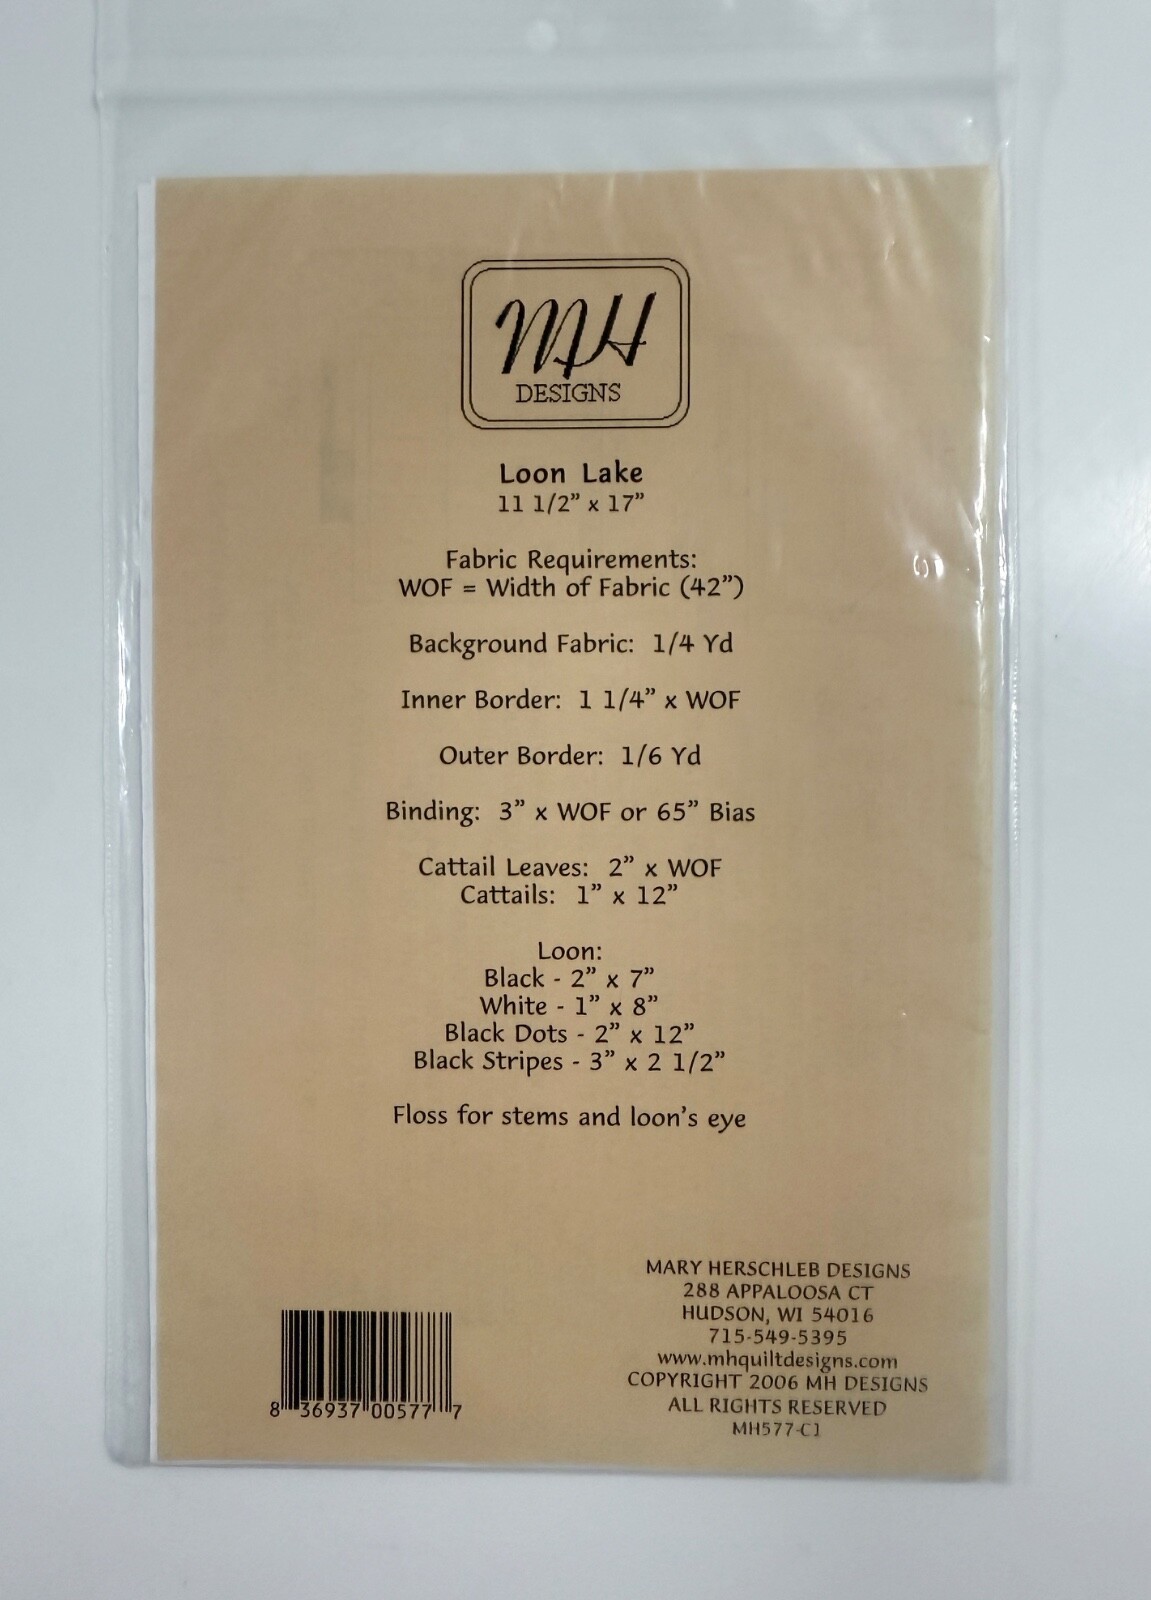 MH
DESIGNS
Loon Lake
11 1/2" x 17"
Fabric Requirements:
WOF = Width of Fabric (42")
Background Fabric: 1/4 Yd
Inner Border: 1 1/4" x WOF
Outer Border: 1/6 Yd
Binding: 3" x WOF or 65" Bias
Cattail Leaves: 2" x WOF
Cattails: 1" x 12"
Loon:
Black - 2" x 7"
White - 1" x 8"
Black Dots - 2" x 12"
Black Stripes - 3" x 2 1/2"
Floss for stems and loon's eye
MARY HERSCHLEB DESIGNS
288 APPALOOSA CT
HUDSON, WI 54016
715-549-5395
www.mhquiltdesigns.com
COPYRIGHT 2006 MH DESIGNS
ALL RIGHTS RESERVED
MH577-C1
8 36937 00577 7